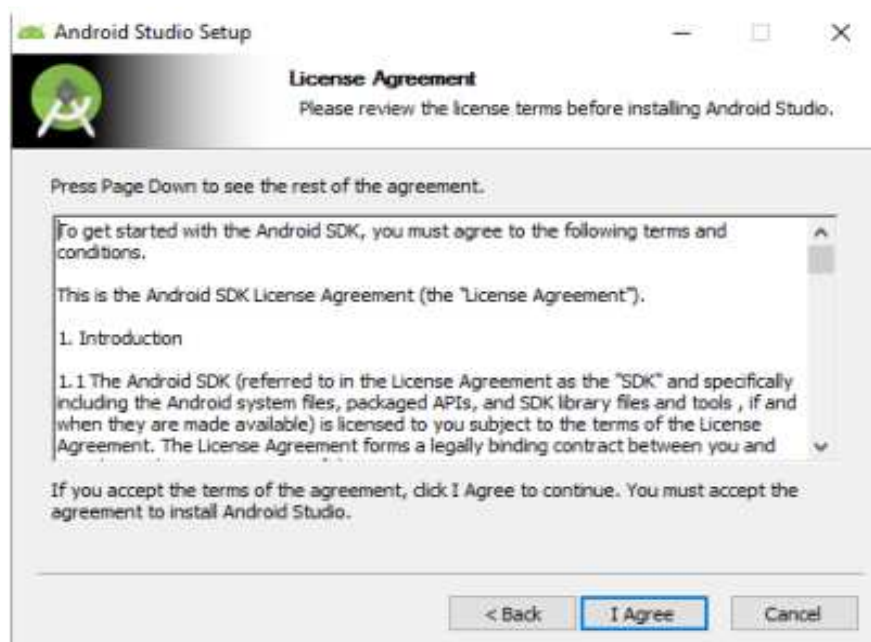 Android Studio Setup
License Agreement
Please review the license terms before installing Android Studio.
Press Page Down to see the rest of the agreement.
To get started with the Android SDK, you must agree to the following terms and
conditions.
This is the Android SDK License Agreement (the "License Agreement").
1. Introduction
1.1 The Android SDK (referred to in the License Agreement as the "SDK" and specifically
including the Android system files, packaged APIs, and SDK library files and tools , if and
when they are made available) is licensed to you subject to the terms of the License
Agreement. The License Agreement forms a legally binding contract between you and
If you accept the terms of the agreement, click I Agree to continue. You must accept the
agreement to install Android Studio.
< Back
I Agree
Cancel